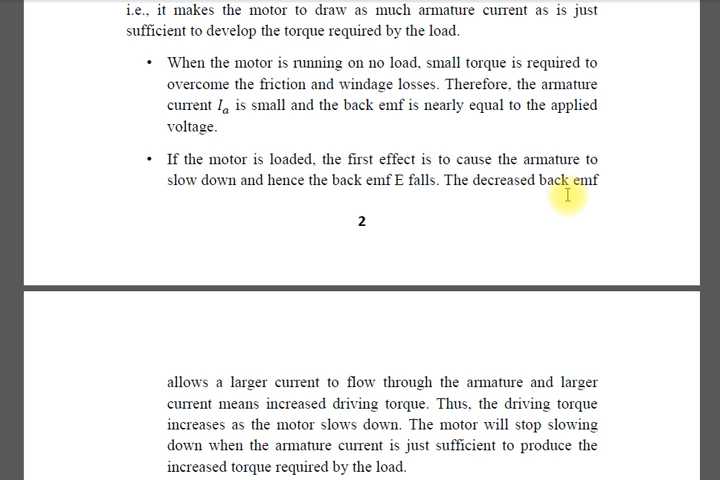 i.e., it makes the motor to draw as much armature current as is just
sufficient to develop the torque required by the load.
• When the motor is running on no load, small torque is required to
overcome the friction and windage losses. Therefore, the armature
current Iₐ is small and the back emf is nearly equal to the applied
voltage.
• If the motor is loaded, the first effect is to cause the armature to
slow down and hence the back emf E falls. The decreased back emf
2
allows a larger current to flow through the armature and larger
current means increased driving torque. Thus, the driving torque
increases as the motor slows down. The motor will stop slowing
down when the armature current is just sufficient to produce the
increased torque required by the load.